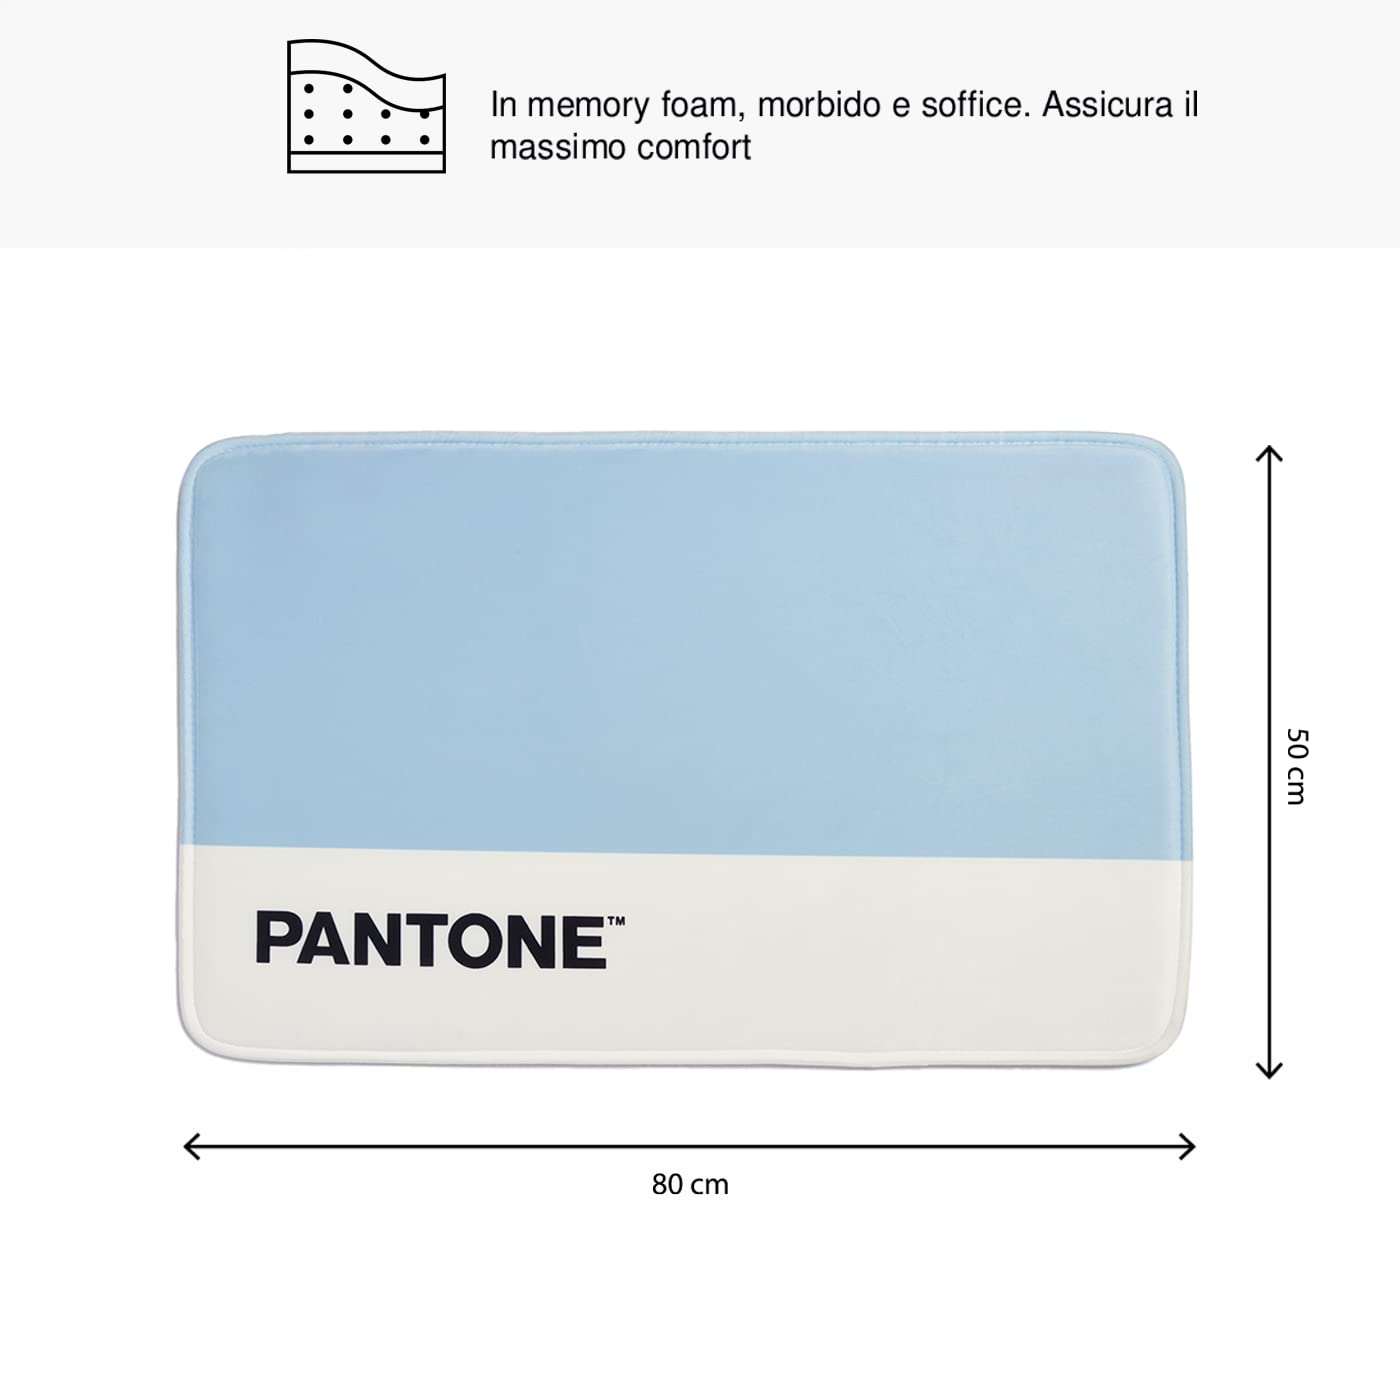 In memory foam, morbido e soffice. Assicura il
massimo comfort
PANTONE™
50 cm
80 cm